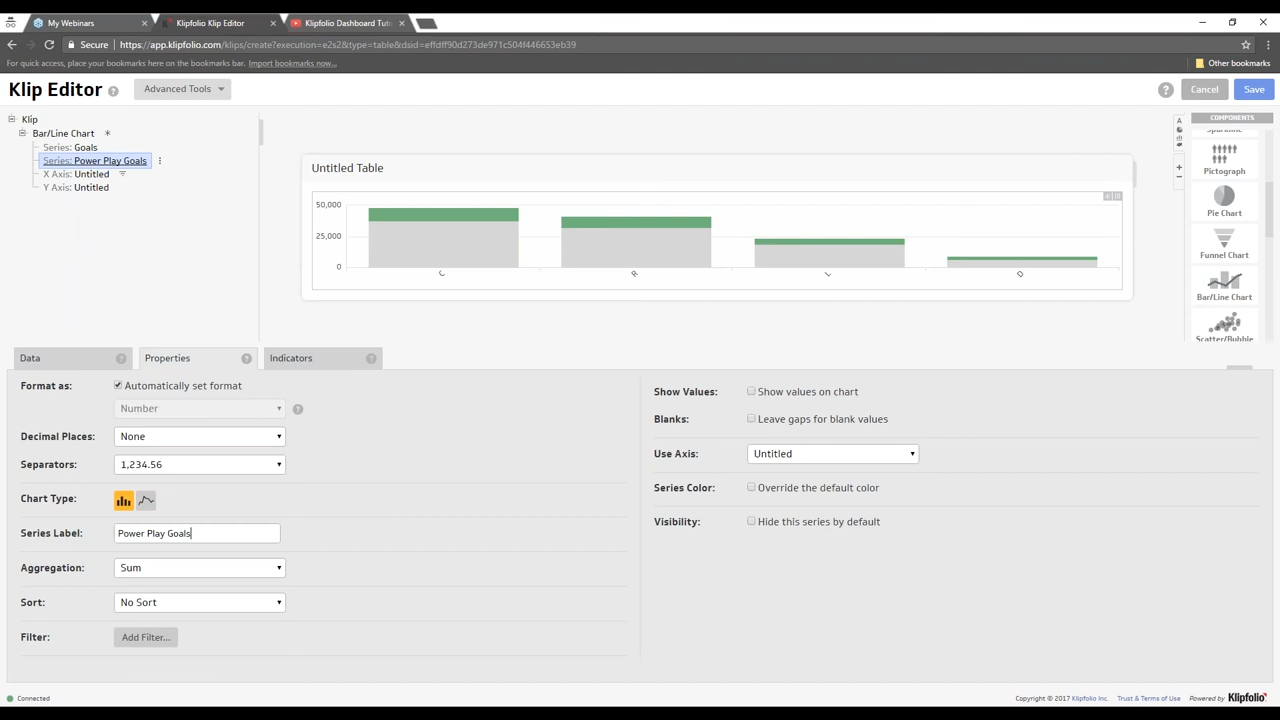 My Webinars
Klipfolio Klip Editor
Klipfolio Dashboard Tut
Secure
https://app.klipfolio.com/klips/create?execution=e2s2&type=table&dsid=effdff90d273de971c504f446653eb39
For quick access, place your bookmarks here on the bookmarks bar. Import bookmarks now...
Other bookmarks
Klip Editor ?
Advanced Tools
?
Cancel
Save
Klip
Bar/Line Chart *
Series: Goals
Series: Power Play Goals
X Axis: Untitled
Y Axis: Untitled
Untitled Table
50,000
25,000
0
C
R
L
D
A
+
−
COMPONENTS
Sparkline
Pictograph
Pie Chart
Funnel Chart
Bar/Line Chart
Scatter/Bubble
Data ?
Properties ?
Indicators ?
Format as:
Automatically set format
Number
?
Decimal Places:
None
Separators:
1,234.56
Chart Type:
Series Label:
Power Play Goals
Aggregation:
Sum
Sort:
No Sort
Filter:
Add Filter...
Show Values:
Show values on chart
Blanks:
Leave gaps for blank values
Use Axis:
Untitled
Series Color:
Override the default color
Visibility:
Hide this series by default
Connected
Copyright © 2017 Klipfolio Inc.
Trust & Terms of Use
Powered by Klipfolio